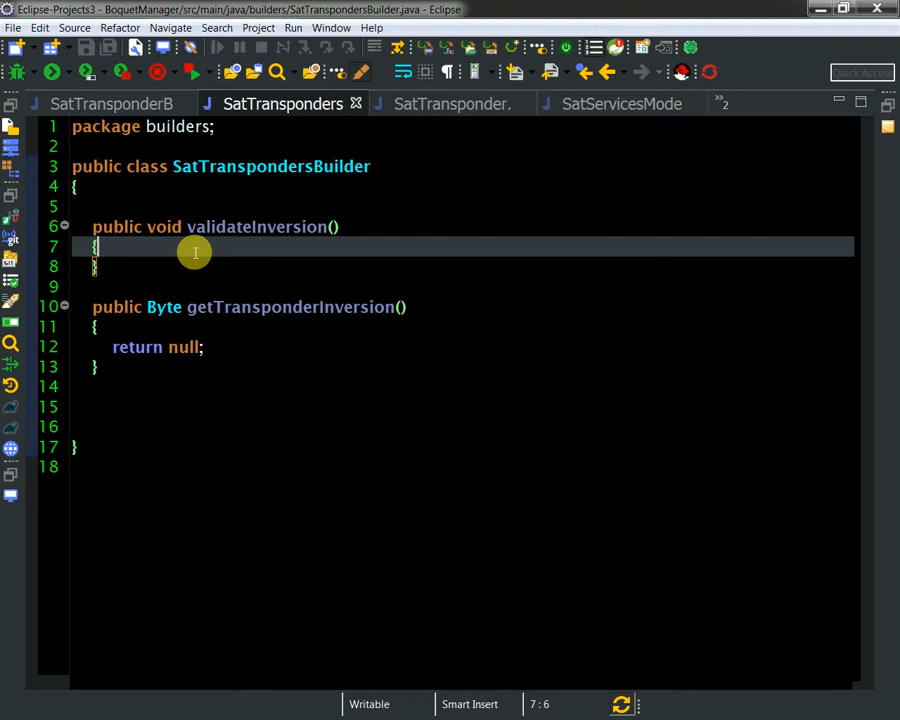 Eclipse-Projects3 - BoquetManager/src/main/java/builders/SatTranspondersBuilder.java - Eclipse
File Edit Source Refactor Navigate Search Project Run Window Help
Quick Access
SatTransponderB SatTransponders SatTransponder. SatServicesMode »2
1 package builders;
2
3 public class SatTranspondersBuilder
4 {
5
6 public void validateInversion()
7 {
8 }
9
10 public Byte getTransponderInversion()
11 {
12 return null;
13 }
14
15
16
17 }
18
Writable Smart Insert 7 : 6